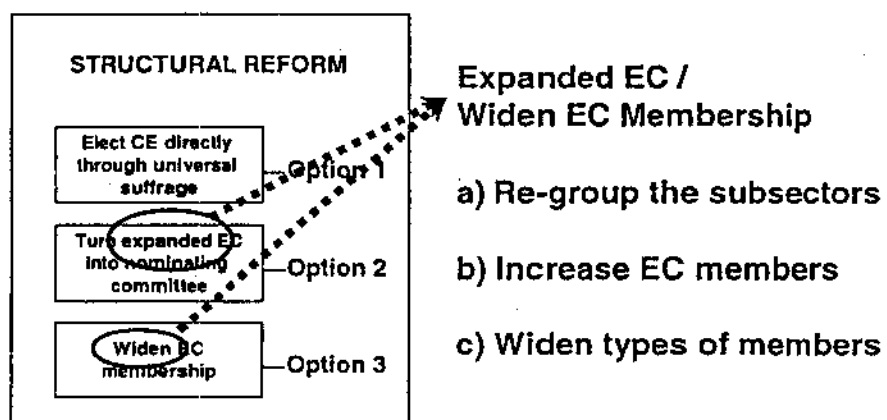 STRUCTURAL REFORM
Elect CE directly
through universal
suffrage
Option 1
Turn expanded EC
into nominating
committee
Option 2
Widen EC
membership
Option 3
Expanded EC /
Widen EC Membership
a) Re-group the subsectors
b) Increase EC members
c) Widen types of members